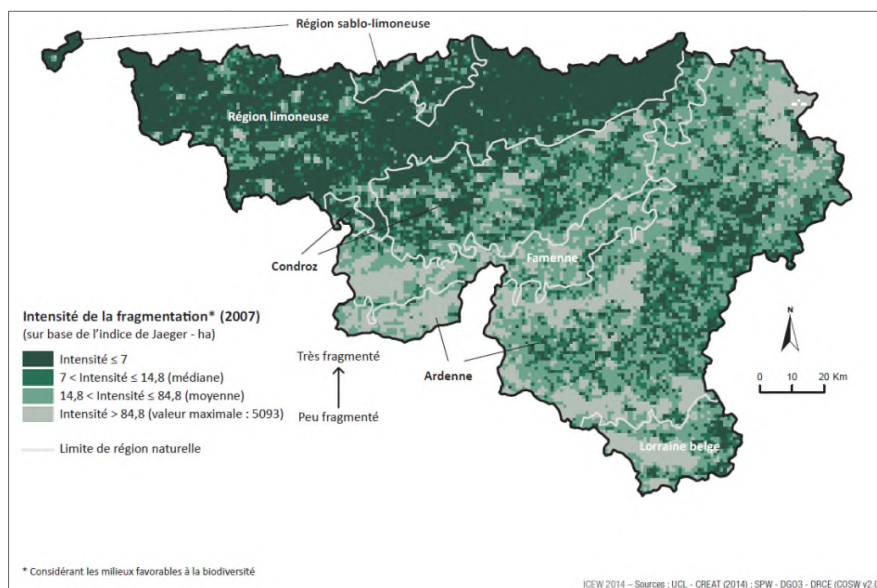 Région sablo-limoneuse
Région limoneuse
Condroz
Famenne
Ardenne
Lorraine belge
Intensité de la fragmentation* (2007)
(sur base de l'indice de Jaeger - ha)
Intensité ≤ 7
7 < Intensité ≤ 14,8 (médiane)
14,8 < Intensité ≤ 84,8 (moyenne)
Intensité > 84,8 (valeur maximale : 5093)
Limite de région naturelle
Très fragmenté
Peu fragmenté
N
0 10 20 Km
* Considérant les milieux favorables à la biodiversité
ICEW 2014 – Sources : UCL - CREAT (2014) ; SPW - DGO3 - DRCE (COSW v2.0